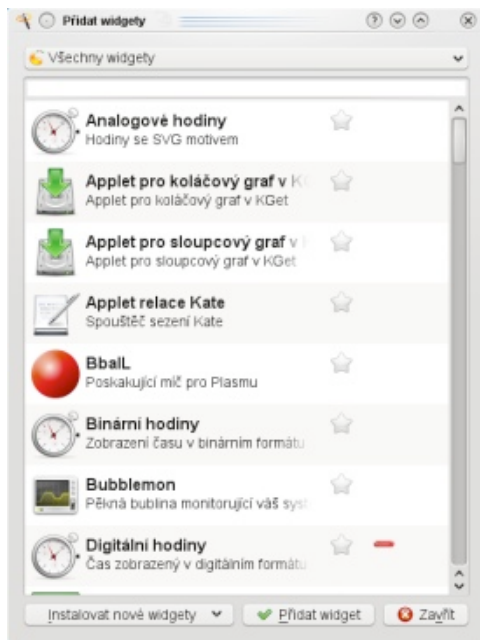 Přidat widgety
Všechny widgety
Analogové hodiny
Hodiny se SVG motivem
Applet pro koláčový graf v KG
Applet pro koláčový graf v KGet
Applet pro sloupcový graf v
Applet pro sloupcový graf v KGet
Applet relace Kate
Spouštěč sezení Kate
BbalL
Poskakující míč pro Plasmu
Binární hodiny
Zobrazení času v binárním formátu
Bubblemon
Pěkná bublina monitorující váš sys
Digitální hodiny
Čas zobrazený v digitálním formátu
Instalovat nové widgety
Přidat widget
Zavřít